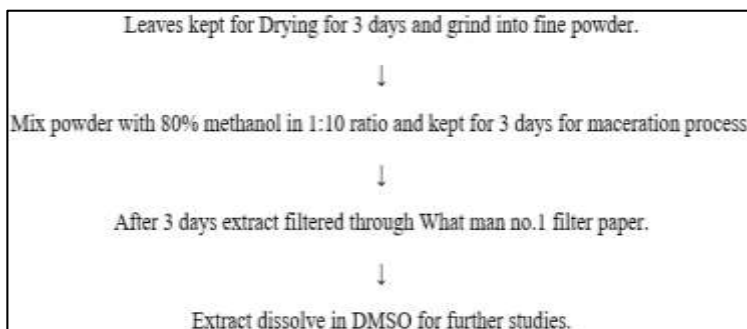 Leaves kept for Drying for 3 days and grind into fine powder.
↓
Mix powder with 80% methanol in 1:10 ratio and kept for 3 days for maceration process
↓
After 3 days extract filtered through What man no.1 filter paper.
↓
Extract dissolve in DMSO for further studies.